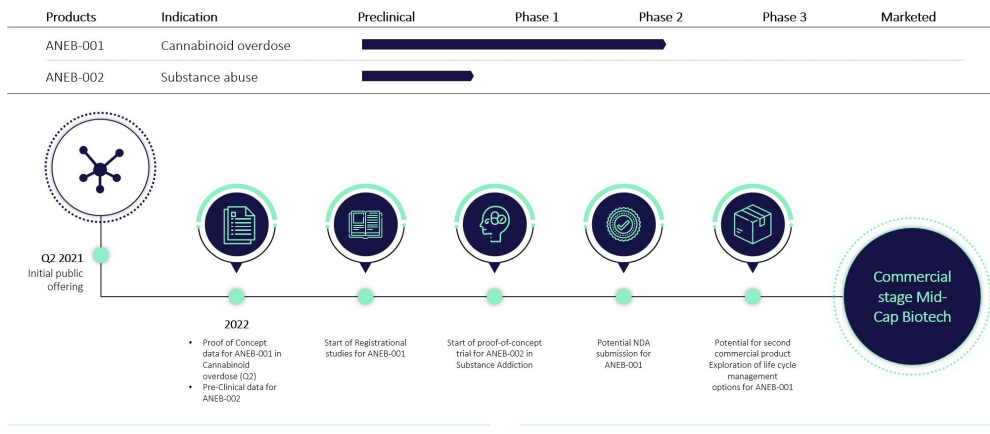 Products Indication Preclinical Phase 1 Phase 2 Phase 3 Marketed
ANEB-001 Cannabinoid overdose
ANEB-002 Substance abuse
Q2 2021
Initial public
offering
2022
• Proof of Concept
data for ANEB-001 in
Cannabinoid
overdose (Q2)
• Pre-Clinical data for
ANEB-002
Start of Registrational
studies for ANEB-001
Start of proof-of-concept
trial for ANEB-002 in
Substance Addiction
Potential NDA
submission for
ANEB-001
Potential for second
commercial product
Exploration of life cycle
management
options for ANEB-001
Commercial
stage Mid-
Cap Biotech